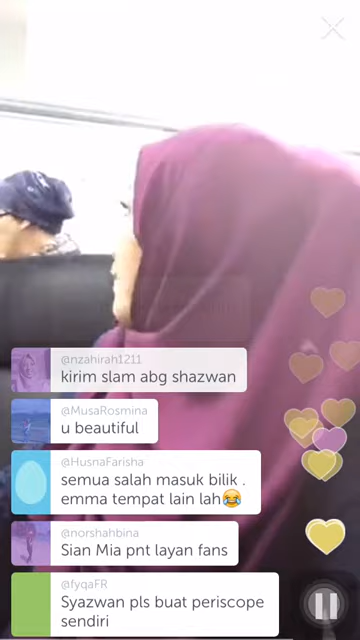 @nzahirah1211
kirim slam abg shazwan
@MusaRosmina
u beautiful
@HusnaFarisha
semua salah masuk bilik .
emma tempat lain lah😂
@norshahbina
Sian Mia pnt layan fans
@fyqaFR
Syazwan pls buat periscope
sendiri